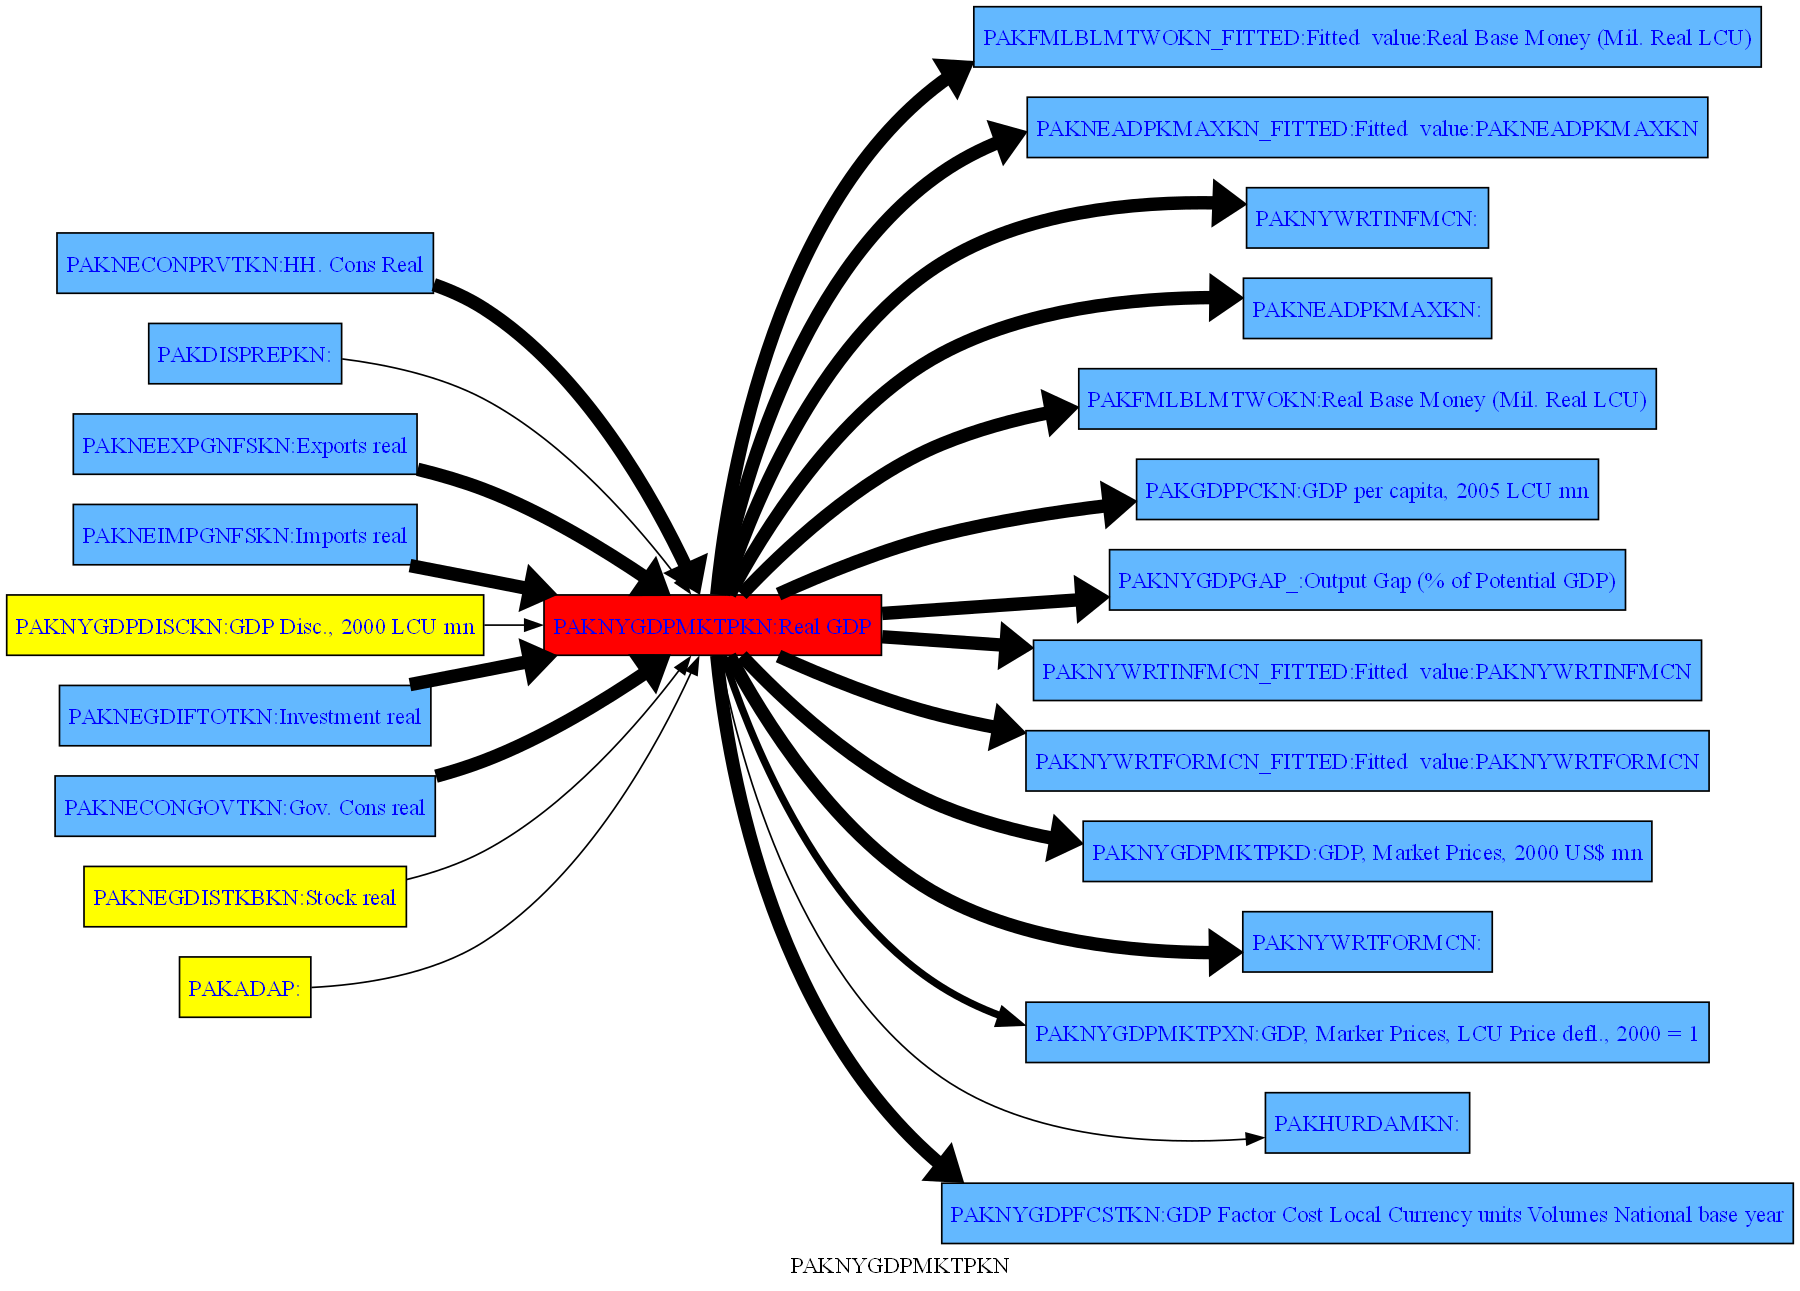 PAKNECONPRVTKN:HH. Cons Real
PAKDISPREPKN:
PAKNEEXPGNFSKN:Exports real
PAKNEIMPGNFSKN:Imports real
PAKNYGDPDISCKN:GDP Disc., 2000 LCU mn
PAKNEGDIFTOTKN:Investment real
PAKNECONGOVTKN:Gov. Cons real
PAKNEGDISTKBKN:Stock real
PAKADAP:
PAKNYGDPMKTPKN:Real GDP
PAKFMLBLMTWOKN_FITTED:Fitted  value:Real Base Money (Mil. Real LCU)
PAKNEADPKMAXKN_FITTED:Fitted  value:PAKNEADPKMAXKN
PAKNYWRTINFMCN:
PAKNEADPKMAXKN:
PAKFMLBLMTWOKN:Real Base Money (Mil. Real LCU)
PAKGDPPCKN:GDP per capita, 2005 LCU mn
PAKNYGDPGAP_:Output Gap (% of Potential GDP)
PAKNYWRTINFMCN_FITTED:Fitted  value:PAKNYWRTINFMCN
PAKNYWRTFORMCN_FITTED:Fitted  value:PAKNYWRTFORMCN
PAKNYGDPMKTPKD:GDP, Market Prices, 2000 US$ mn
PAKNYWRTFORMCN:
PAKNYGDPMKTPXN:GDP, Marker Prices, LCU Price defl., 2000 = 1
PAKHURDAMKN:
PAKNYGDPFCSTKN:GDP Factor Cost Local Currency units Volumes National base year
PAKNYGDPMKTPKN